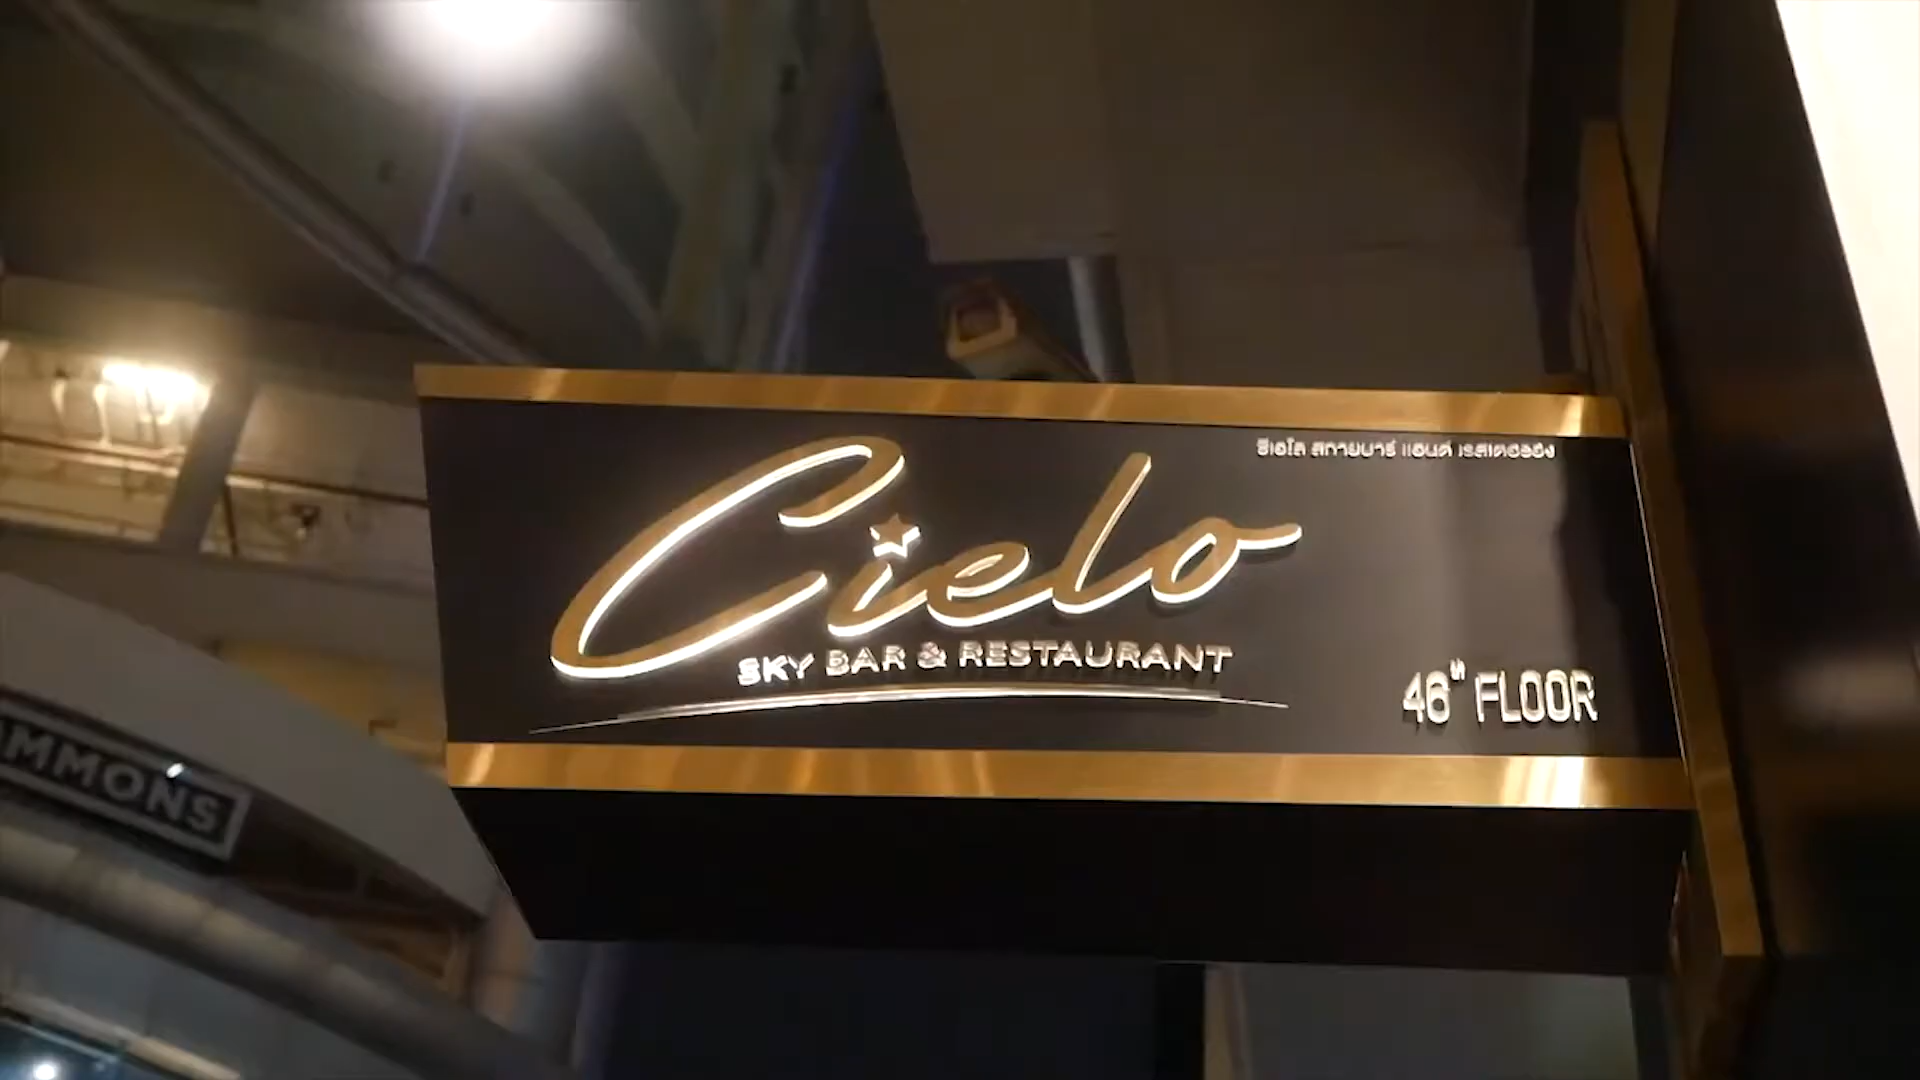 ซีเอโล สกายบาร์ แอนด์ เรสเตอรองต์
Cielo
SKY BAR & RESTAURANT
46th FLOOR
MMONS